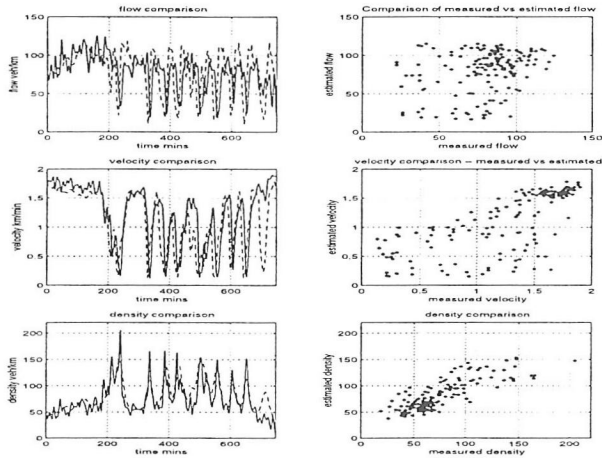 flow comparison
flow veh/km
150
100
50
0
0 200 400 600
time mins
Comparison of measured vs estimated flow
estimated flow
150
100
50
0
0 50 100 150
measured flow
velocity comparison
velocity km/min
2
1.5
1
0.5
0
0 200 400 600
time mins
velocity comparison -- measured vs estimated
estimated velocity
2
1.5
1
0.5
0
0 0.5 1 1.5 2
measured velocity
density comparison
density veh/km
200
150
100
50
0
0 200 400 600
time mins
density comparison
estimated density
200
150
100
50
0
0 50 100 150 200
measured density